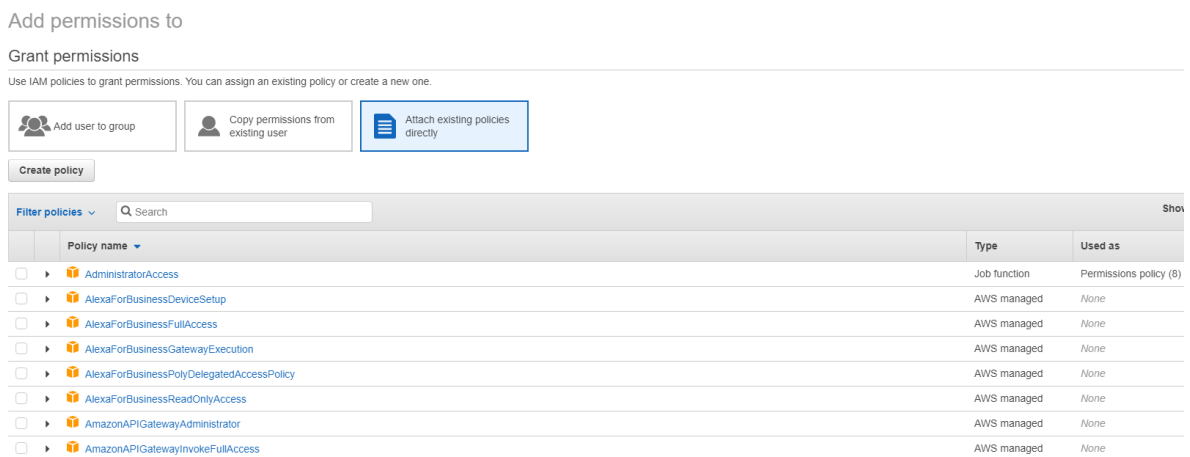 Add permissions to
Grant permissions
Use IAM policies to grant permissions. You can assign an existing policy or create a new one.
Add user to group
Copy permissions from
existing user
Attach existing policies
directly
Create policy
Filter policies Search Show
Policy name Type Used as
AdministratorAccess Job function Permissions policy (8)
AlexaForBusinessDeviceSetup AWS managed None
AlexaForBusinessFullAccess AWS managed None
AlexaForBusinessGatewayExecution AWS managed None
AlexaForBusinessPolyDelegatedAccessPolicy AWS managed None
AlexaForBusinessReadOnlyAccess AWS managed None
AmazonAPIGatewayAdministrator AWS managed None
AmazonAPIGatewayInvokeFullAccess AWS managed None